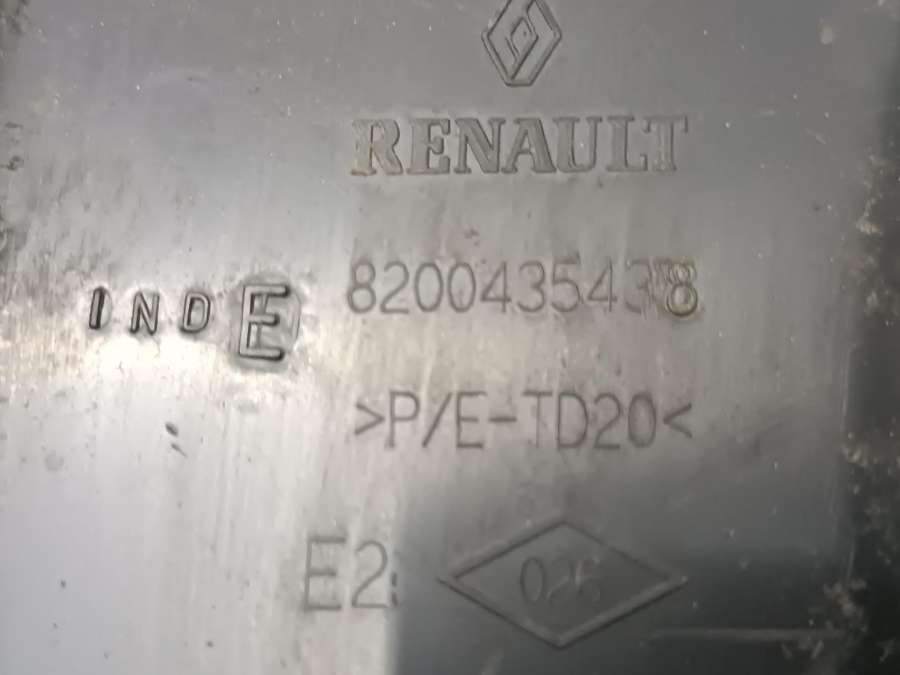 RENAULT
IND E 8200435438
>P/E-TD20<
E2: 026